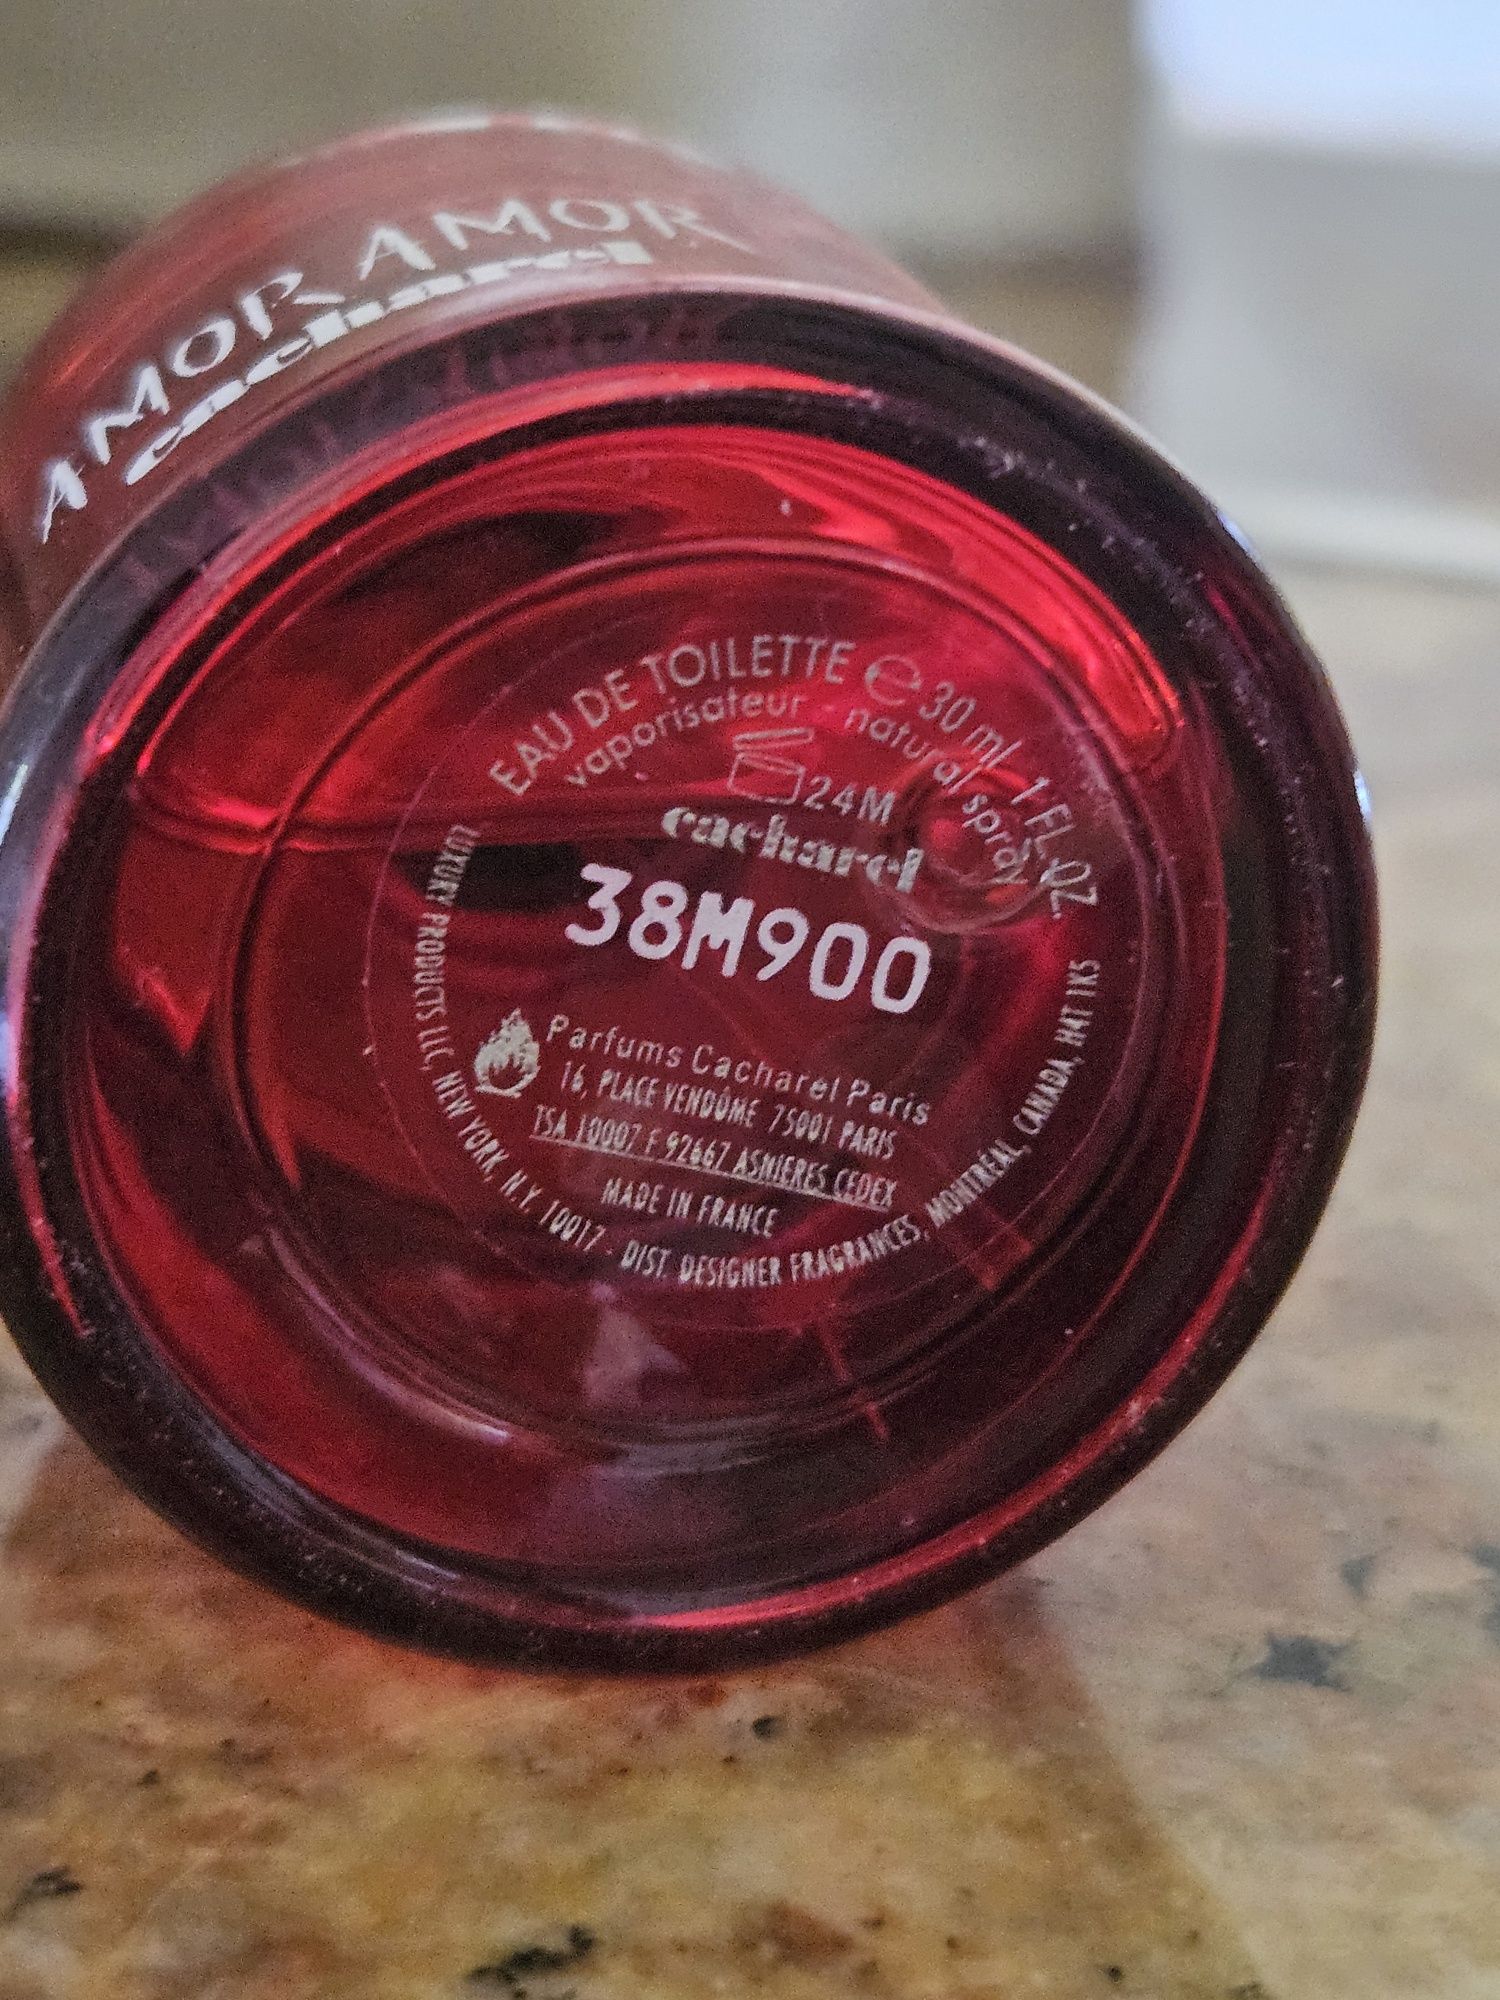 AMOR AMOR
cacharel
EAU DE TOILETTE e 30 ml 1 FL.OZ.
vaporisateur - natural spray
24M
cacharel
38M900
Parfums Cacharel Paris
16, PLACE VENDÔME 75001 PARIS
TSA 10007 F 92667 ASNIERES CEDEX
MADE IN FRANCE
LUXURY PRODUCTS LLC, NEW YORK, N.Y. 10017 - DIST. DESIGNER FRAGRANCES, MONTREAL, CANADA, H4T 1K5